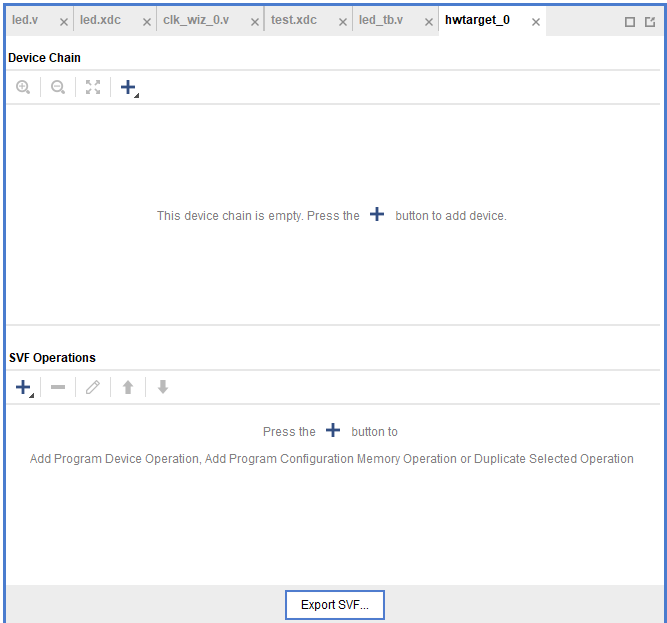 led.v led.xdc clk_wiz_0.v test.xdc led_tb.v hwtarget_0
Device Chain
This device chain is empty. Press the + button to add device.
SVF Operations
Press the + button to
Add Program Device Operation, Add Program Configuration Memory Operation or Duplicate Selected Operation
Export SVF...